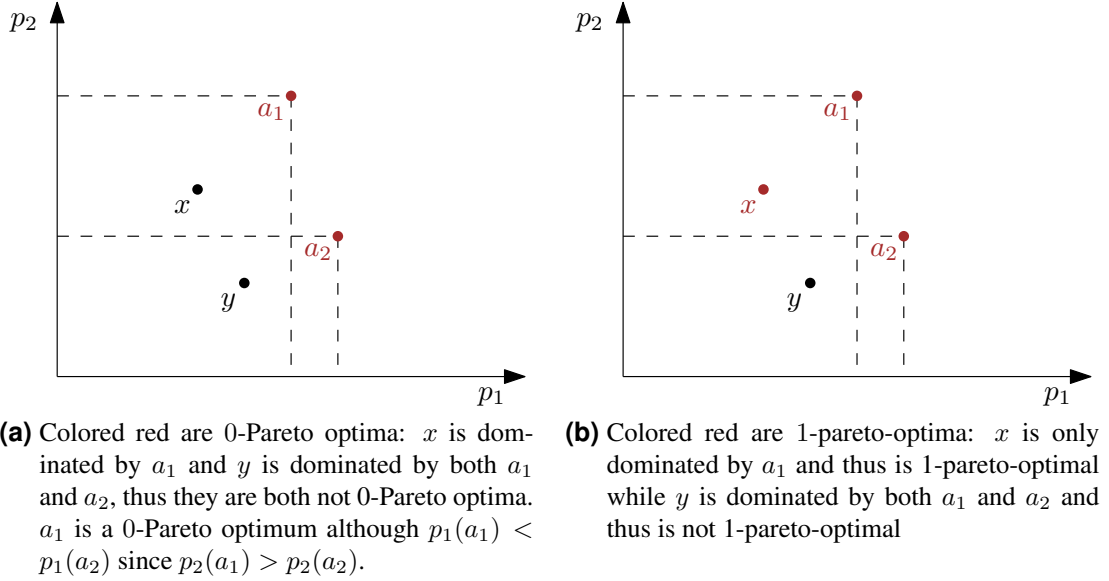 p₂
a₁
x
a₂
y
p₁
(a) Colored red are 0-Pareto optima: x is dom-
inated by a₁ and y is dominated by both a₁
and a₂, thus they are both not 0-Pareto optima.
a₁ is a 0-Pareto optimum although p₁(a₁) <
p₁(a₂) since p₂(a₁) > p₂(a₂).
p₂
a₁
x
a₂
y
p₁
(b) Colored red are 1-pareto-optima: x is only
dominated by a₁ and thus is 1-pareto-optimal
while y is dominated by both a₁ and a₂ and
thus is not 1-pareto-optimal